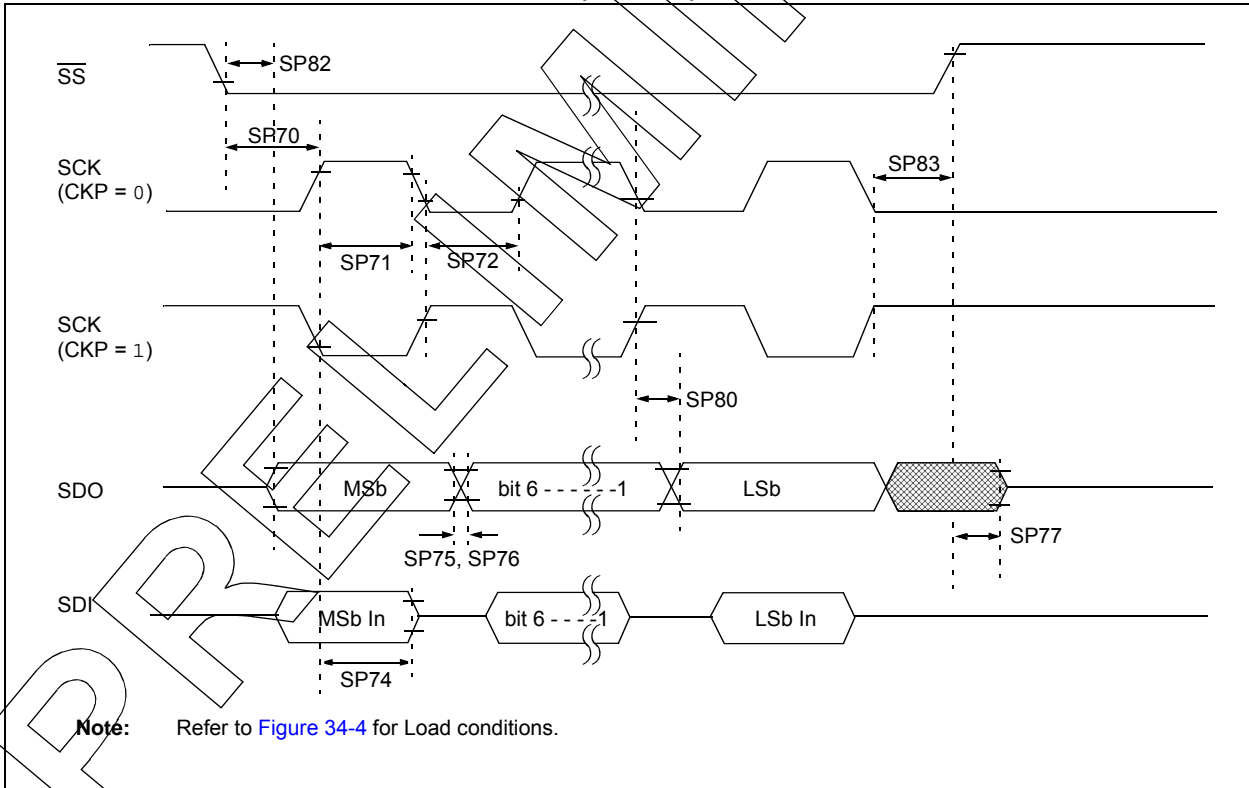 SS
SP82
SP70
SCK
(CKP = 0)
SP83
SP71
SP72
SCK
(CKP = 1)
SP80
SDO
MSb
bit 6 - - - - - -1
LSb
SP75, SP76
SP77
SDI
MSb In
bit 6 - - - -1
LSb In
SP74
Note: Refer to Figure 34-4 for Load conditions.
PRELIMI